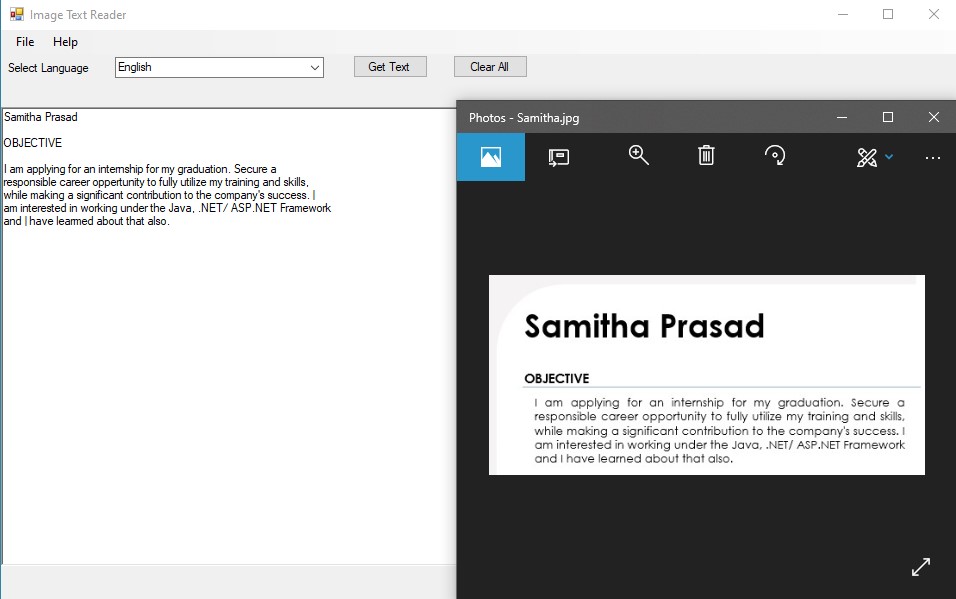 Image Text Reader
File Help
Select Language English Get Text Clear All
Samitha Prasad
OBJECTIVE
I am applying for an internship for my graduation. Secure a
responsible career oppertunity to fully utilize my training and skills,
while making a significant contribution to the company's success. |
am interested in working under the Java, .NET/ ASP.NET Framework
and | have learned about that also.
Photos - Samitha.jpg
Samitha Prasad
OBJECTIVE
I am applying for an internship for my graduation. Secure a
responsible career opportunity to fully utilize my training and skills,
while making a significant contribution to the company's success. I
am interested in working under the Java, .NET/ ASP.NET Framework
and I have learned about that also.